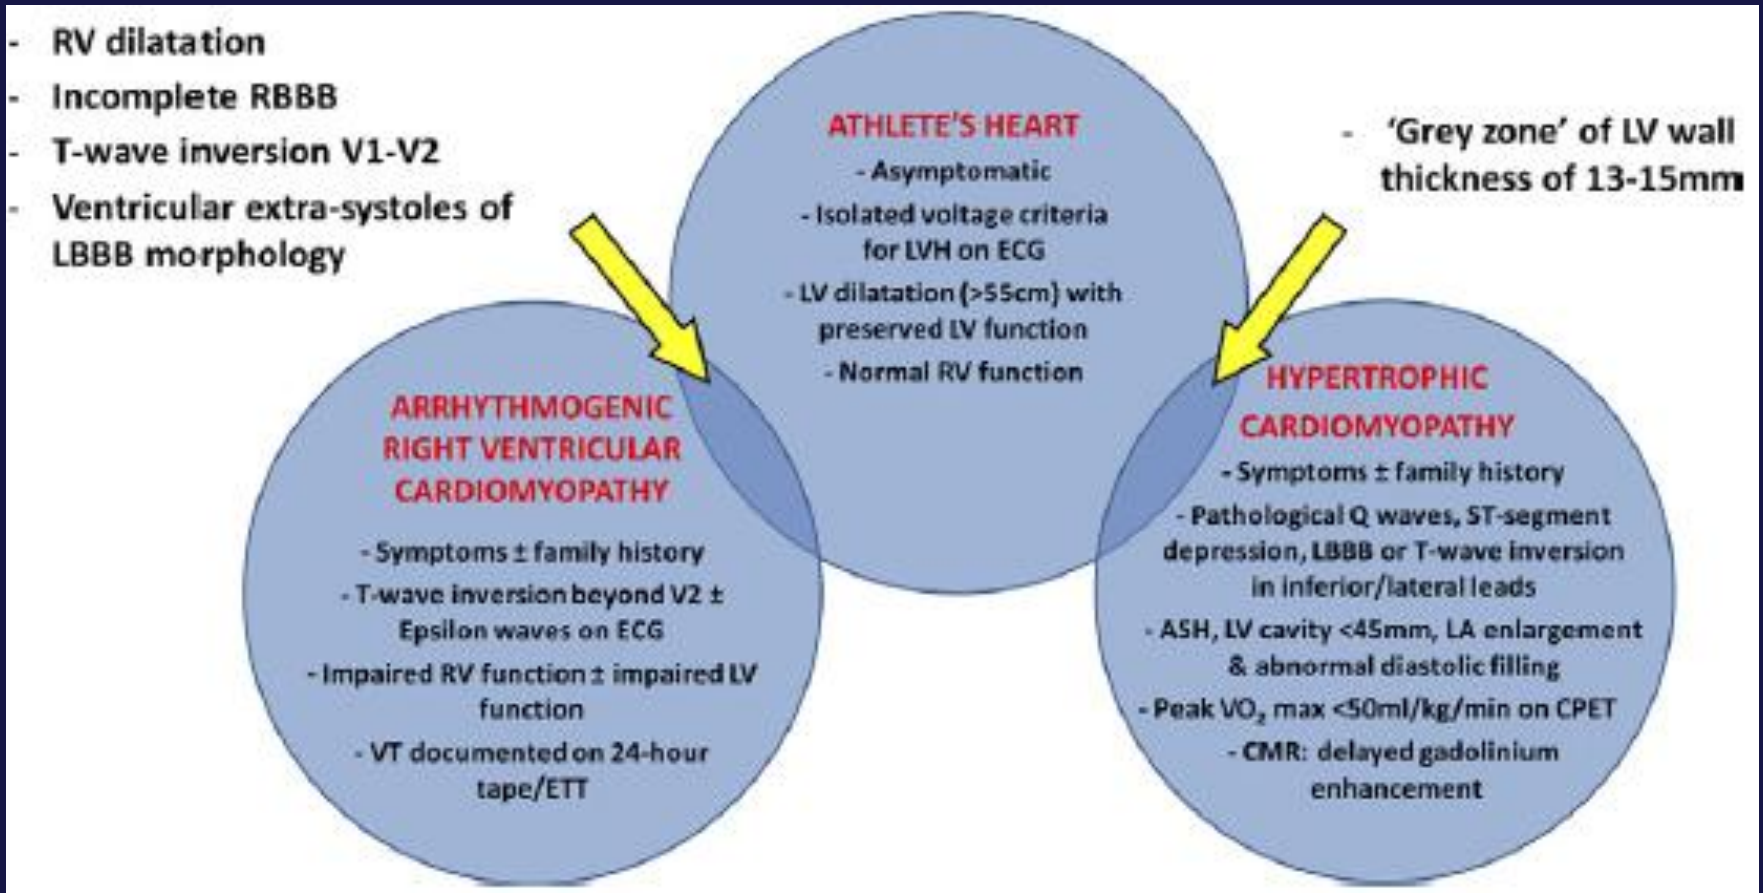 - RV dilatation
- Incomplete RBBB
- T-wave inversion V1-V2
- Ventricular extra-systoles of
LBBB morphology
ATHLETE'S HEART
- Asymptomatic
- Isolated voltage criteria
for LVH on ECG
- LV dilatation (>55cm) with
preserved LV function
- Normal RV function
- 'Grey zone' of LV wall
thickness of 13-15mm
ARRHYTHMOGENIC
RIGHT VENTRICULAR
CARDIOMYOPATHY
- Symptoms ± family history
- T-wave inversion beyond V2 ±
Epsilon waves on ECG
- Impaired RV function ± impaired LV
function
- VT documented on 24-hour
tape/ETT
HYPERTROPHIC
CARDIOMYOPATHY
- Symptoms ± family history
- Pathological Q waves, ST-segment
depression, LBBB or T-wave inversion
in inferior/lateral leads
- ASH, LV cavity <45mm, LA enlargement
& abnormal diastolic filling
- Peak VO₂ max <50ml/kg/min on CPET
- CMR: delayed gadolinium
enhancement